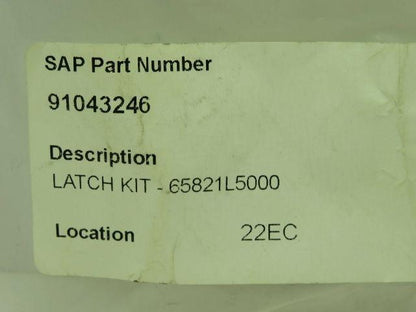 SAP Part Number
91043246
Description
LATCH KIT - 65821L5000
Location 22EC